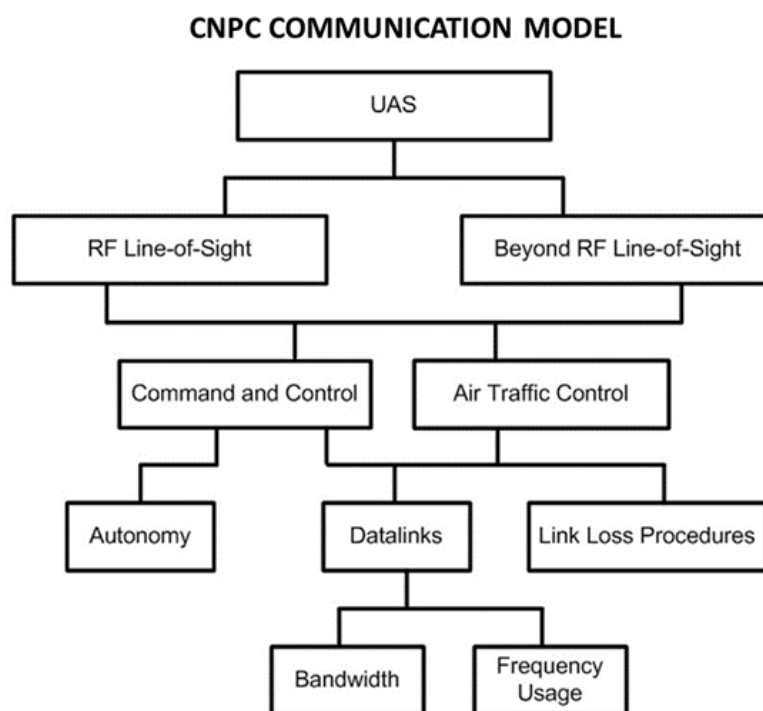 CNPC COMMUNICATION MODEL
UAS
RF Line-of-Sight
Beyond RF Line-of-Sight
Command and Control
Air Traffic Control
Autonomy
Datalinks
Link Loss Procedures
Bandwidth
Frequency
Usage